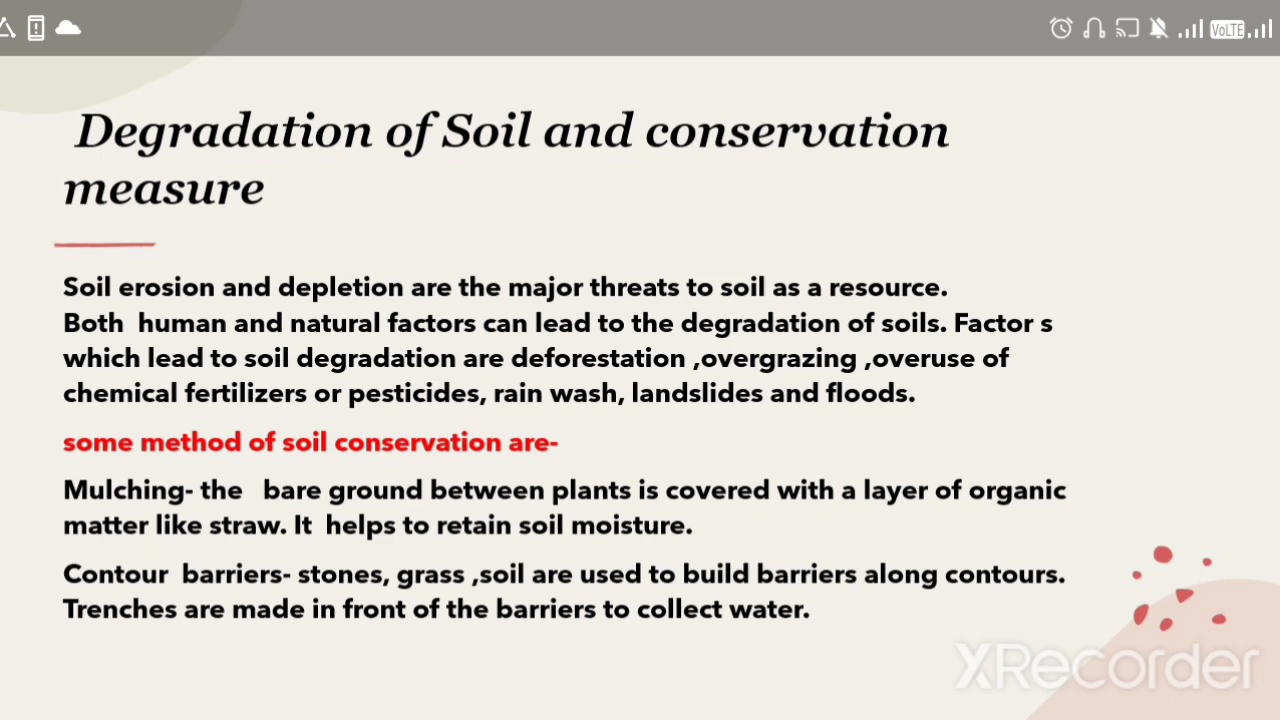 VoLTE
Degradation of Soil and conservation
measure
Soil erosion and depletion are the major threats to soil as a resource.
Both human and natural factors can lead to the degradation of soils. Factor s
which lead to soil degradation are deforestation ,overgrazing ,overuse of
chemical fertilizers or pesticides, rain wash, landslides and floods.
some method of soil conservation are-
Mulching- the bare ground between plants is covered with a layer of organic
matter like straw. It helps to retain soil moisture.
Contour barriers- stones, grass ,soil are used to build barriers along contours.
Trenches are made in front of the barriers to collect water.
XRecorder